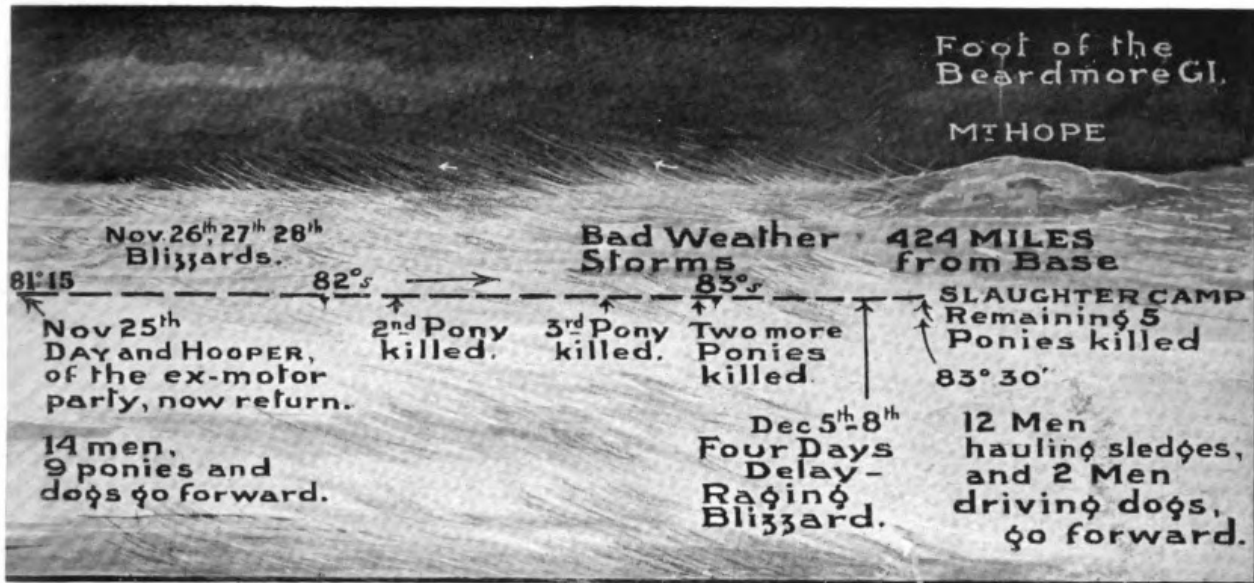 Foot of the
Beardmore Gl.
MT HOPE
Nov. 26th, 27th 28th
Blizzards.
Bad Weather
Storms
424 MILES
from Base
81°15
82°s
83°s
SLAUGHTER CAMP
Remaining 5
Ponies killed
83° 30'
Nov 25th
DAY and HOOPER,
of the ex-motor
party, now return.
2nd Pony
killed.
3rd Pony
killed.
Two more
Ponies
killed.
14 men,
9 ponies and
dogs go forward.
Dec 5th-8th
Four Days
Delay-
Raging
Blizzard.
12 Men
hauling sledges,
and 2 Men
driving dogs,
go forward.